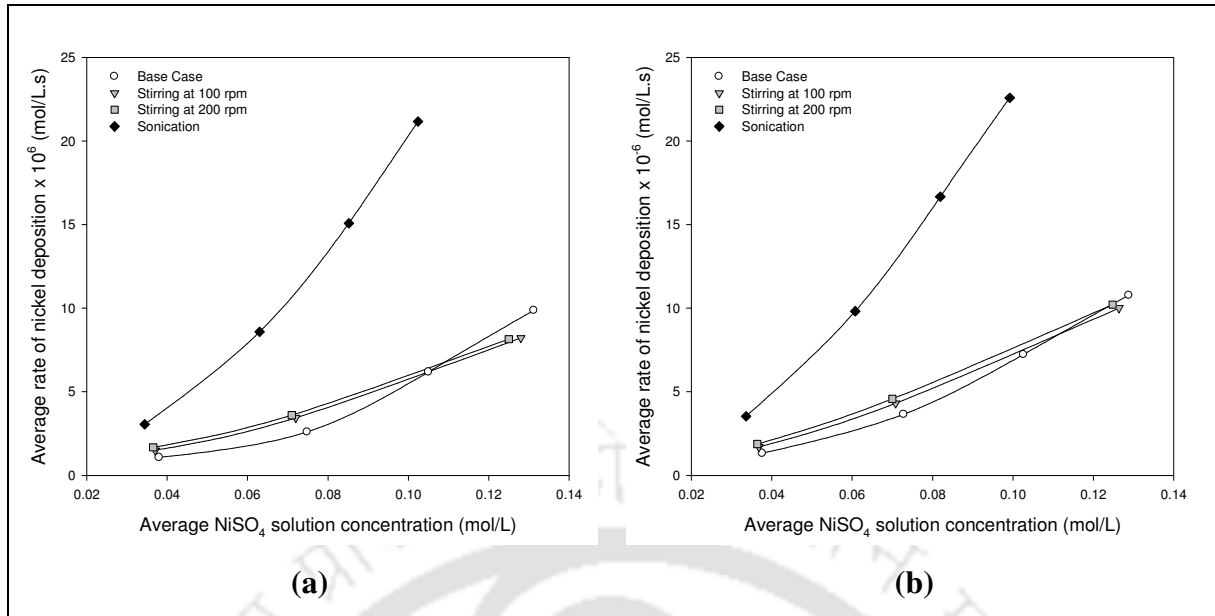 25
20
15
10
5
0
Average rate of nickel deposition x 10⁶ (mol/L.s)
Base Case
Stirring at 100 rpm
Stirring at 200 rpm
Sonication
0.02 0.04 0.06 0.08 0.10 0.12 0.14
Average NiSO₄ solution concentration (mol/L)
(a)
25
20
15
10
5
0
Average rate of nickel deposition x 10⁻⁶ (mol/L.s)
Base Case
Stirring at 100 rpm
Stirring at 200 rpm
Sonication
0.02 0.04 0.06 0.08 0.10 0.12 0.14
Average NiSO₄ solution concentration (mol/L)
(b)